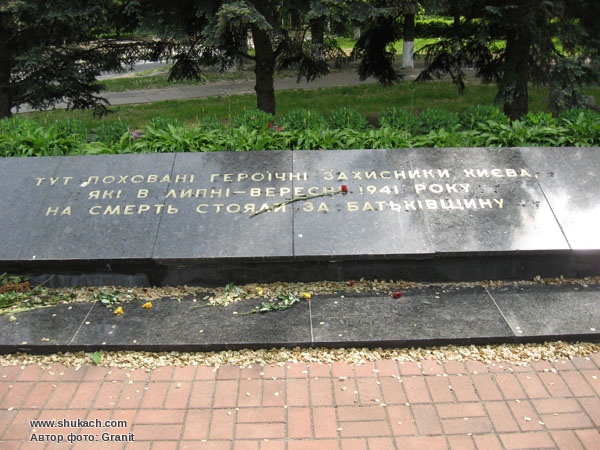 ТУТ ПОХОВАНІ ГЕРОЇЧНІ ЗАХИСНИКИ КИЄВА,
ЯКІ В ЛИПНІ–ВЕРЕСНІ 1941 РОКУ
НА СМЕРТЬ СТОЯЛИ ЗА БАТЬКІВЩИНУ
www.shukach.com
Автор фото: Granit